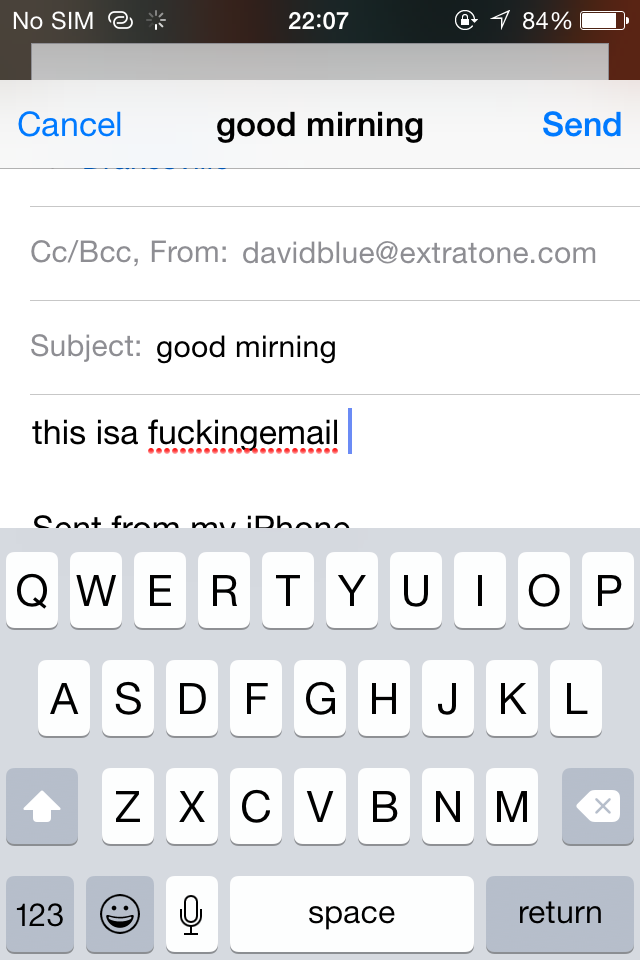 No SIM 22:07 84%
Cancel good mirning Send
Cc/Bcc, From: davidblue@extratone.com
Subject: good mirning
this isa fuckingemail
Sent from my iPhone
Q W E R T Y U I O P
A S D F G H J K L
Z X C V B N M
123 space return